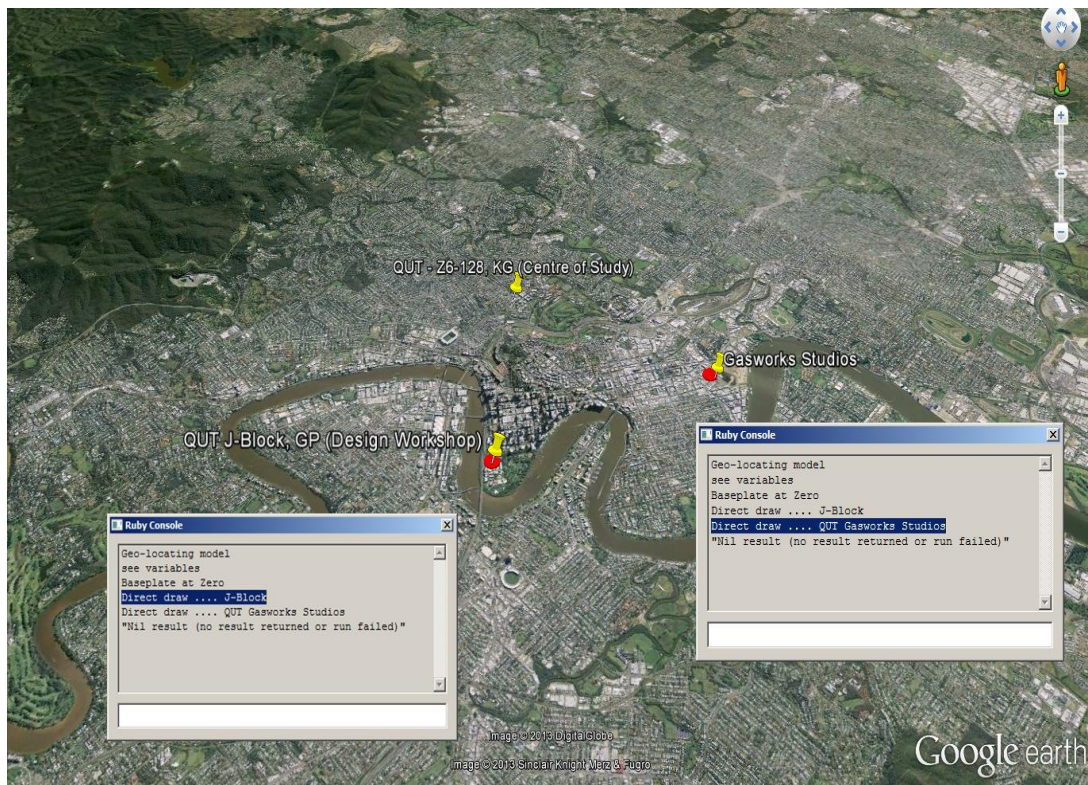 QUT - Z6-128, KG (Centre of Study)
Gasworks Studios
QUT J-Block, GP (Design Workshop)
Ruby Console
Geo-locating model
see variables
Baseplate at Zero
Direct draw .... J-Block
Direct draw .... QUT Gasworks Studios
"Nil result (no result returned or run failed)"
Ruby Console
Geo-locating model
see variables
Baseplate at Zero
Direct draw .... J-Block
Direct draw .... QUT Gasworks Studios
"Nil result (no result returned or run failed)"
Image © 2013 DigitalGlobe
Image © 2013 Sinclair Knight Merz & Fugro
Google earth